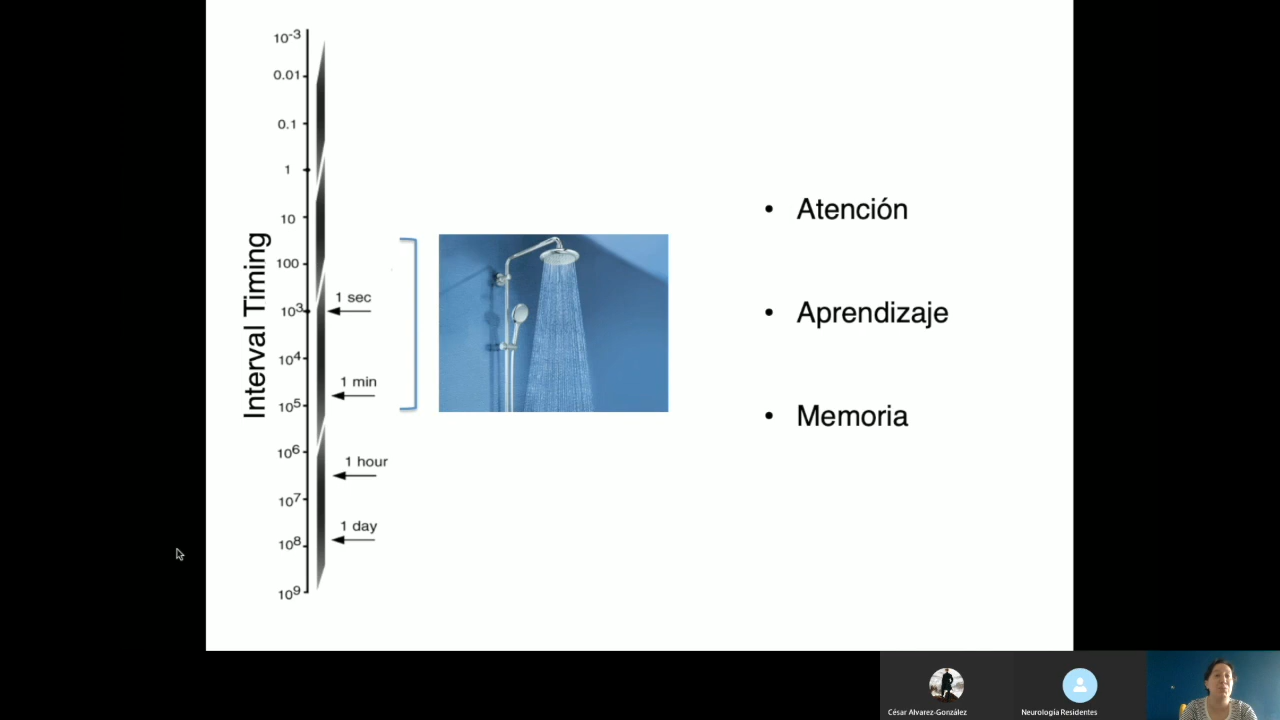 10⁻³
0.01
0.1
1
10
100
10³
10⁴
10⁵
10⁶
10⁷
10⁸
10⁹
Interval Timing
1 sec
1 min
1 hour
1 day
• Atención
• Aprendizaje
• Memoria
César Alvarez-González
Neurología Residentes